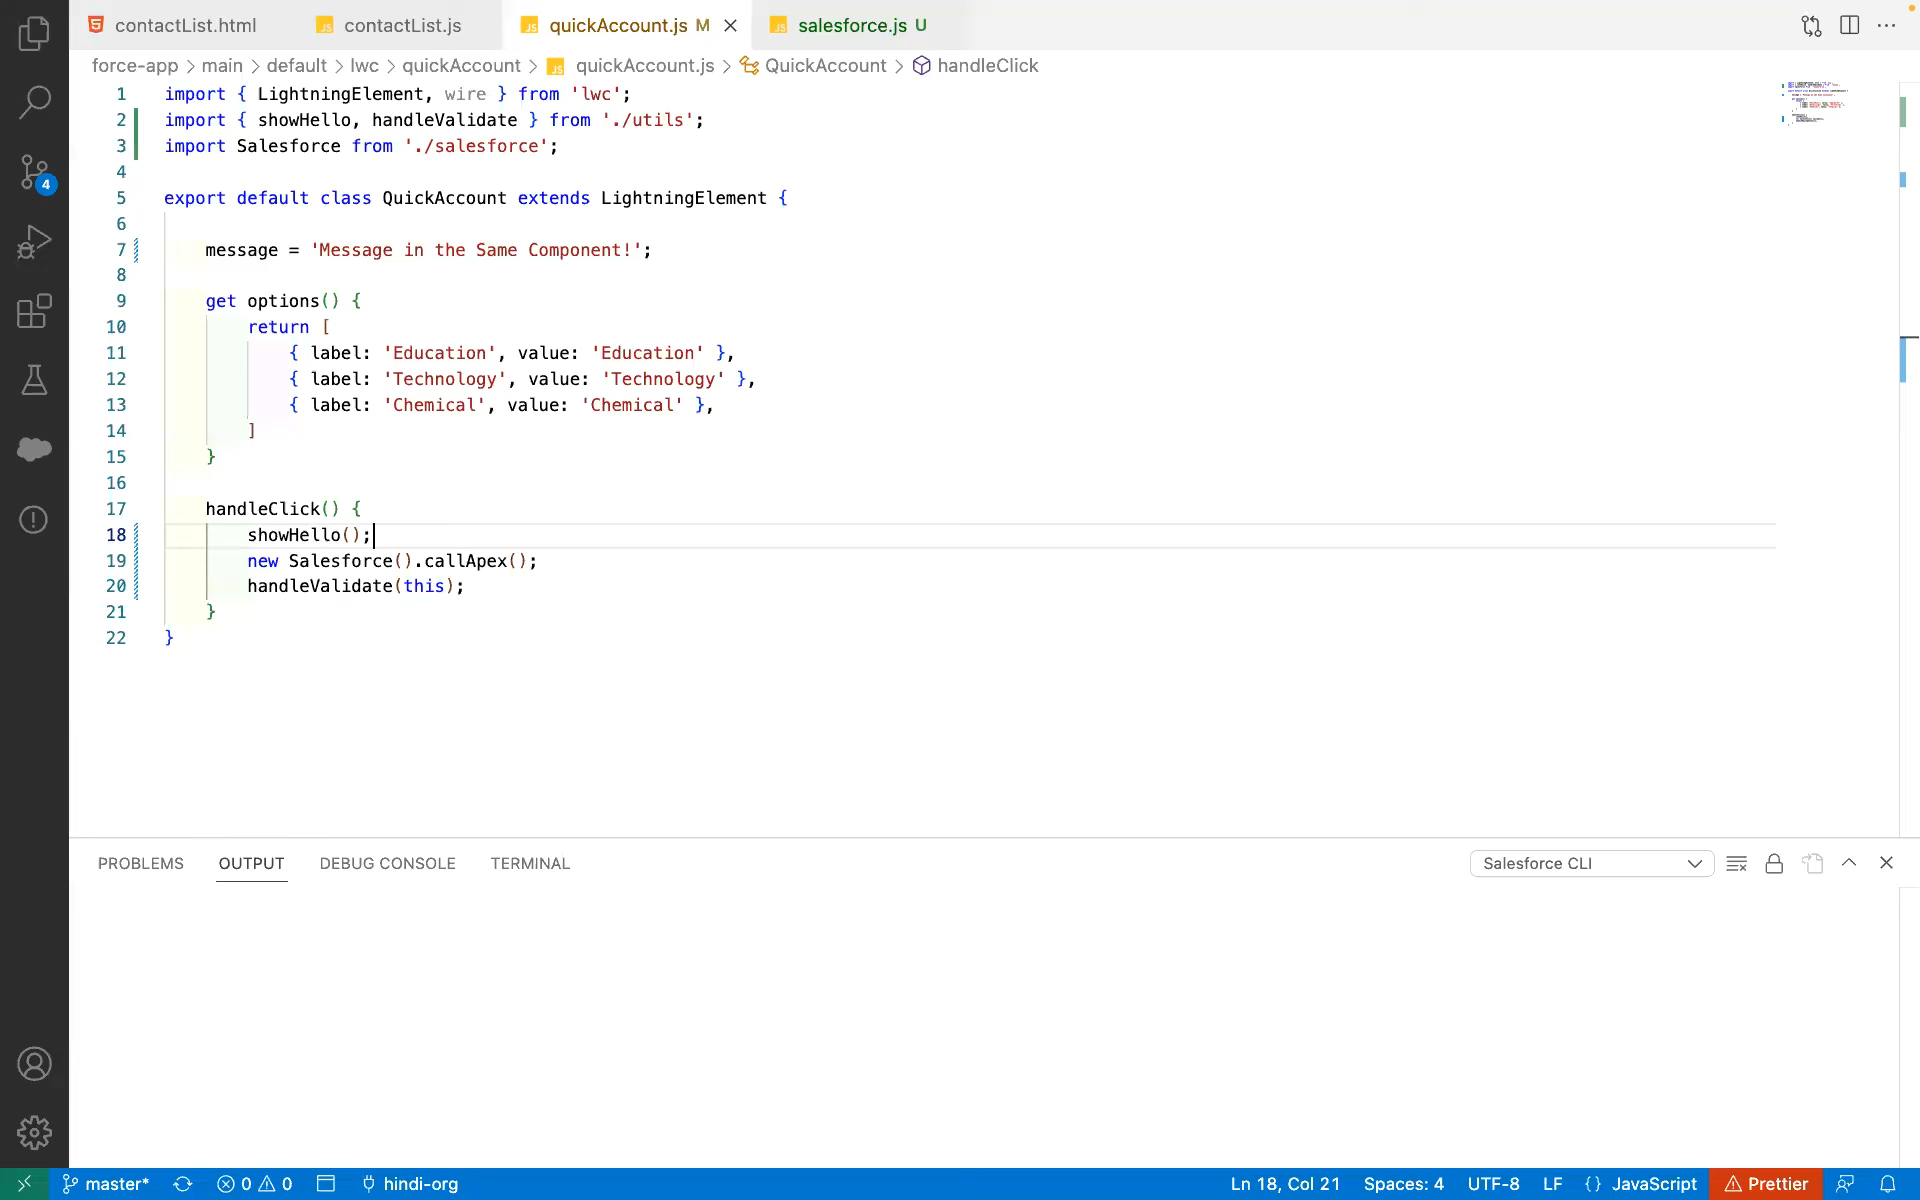 contactList.html contactList.js quickAccount.js M salesforce.js U
force-app > main > default > lwc > quickAccount > quickAccount.js > QuickAccount > handleClick
1 import { LightningElement, wire } from 'lwc';
2 import { showHello, handleValidate } from './utils';
3 import Salesforce from './salesforce';
4
5 export default class QuickAccount extends LightningElement {
6
7 message = 'Message in the Same Component!';
8
9 get options() {
10 return [
11 { label: 'Education', value: 'Education' },
12 { label: 'Technology', value: 'Technology' },
13 { label: 'Chemical', value: 'Chemical' },
14 ]
15 }
16
17 handleClick() {
18 showHello();
19 new Salesforce().callApex();
20 handleValidate(this);
21 }
22 }
4
PROBLEMS OUTPUT DEBUG CONSOLE TERMINAL Salesforce CLI
master* 0 0 hindi-org Ln 18, Col 21 Spaces: 4 UTF-8 LF {} JavaScript Prettier